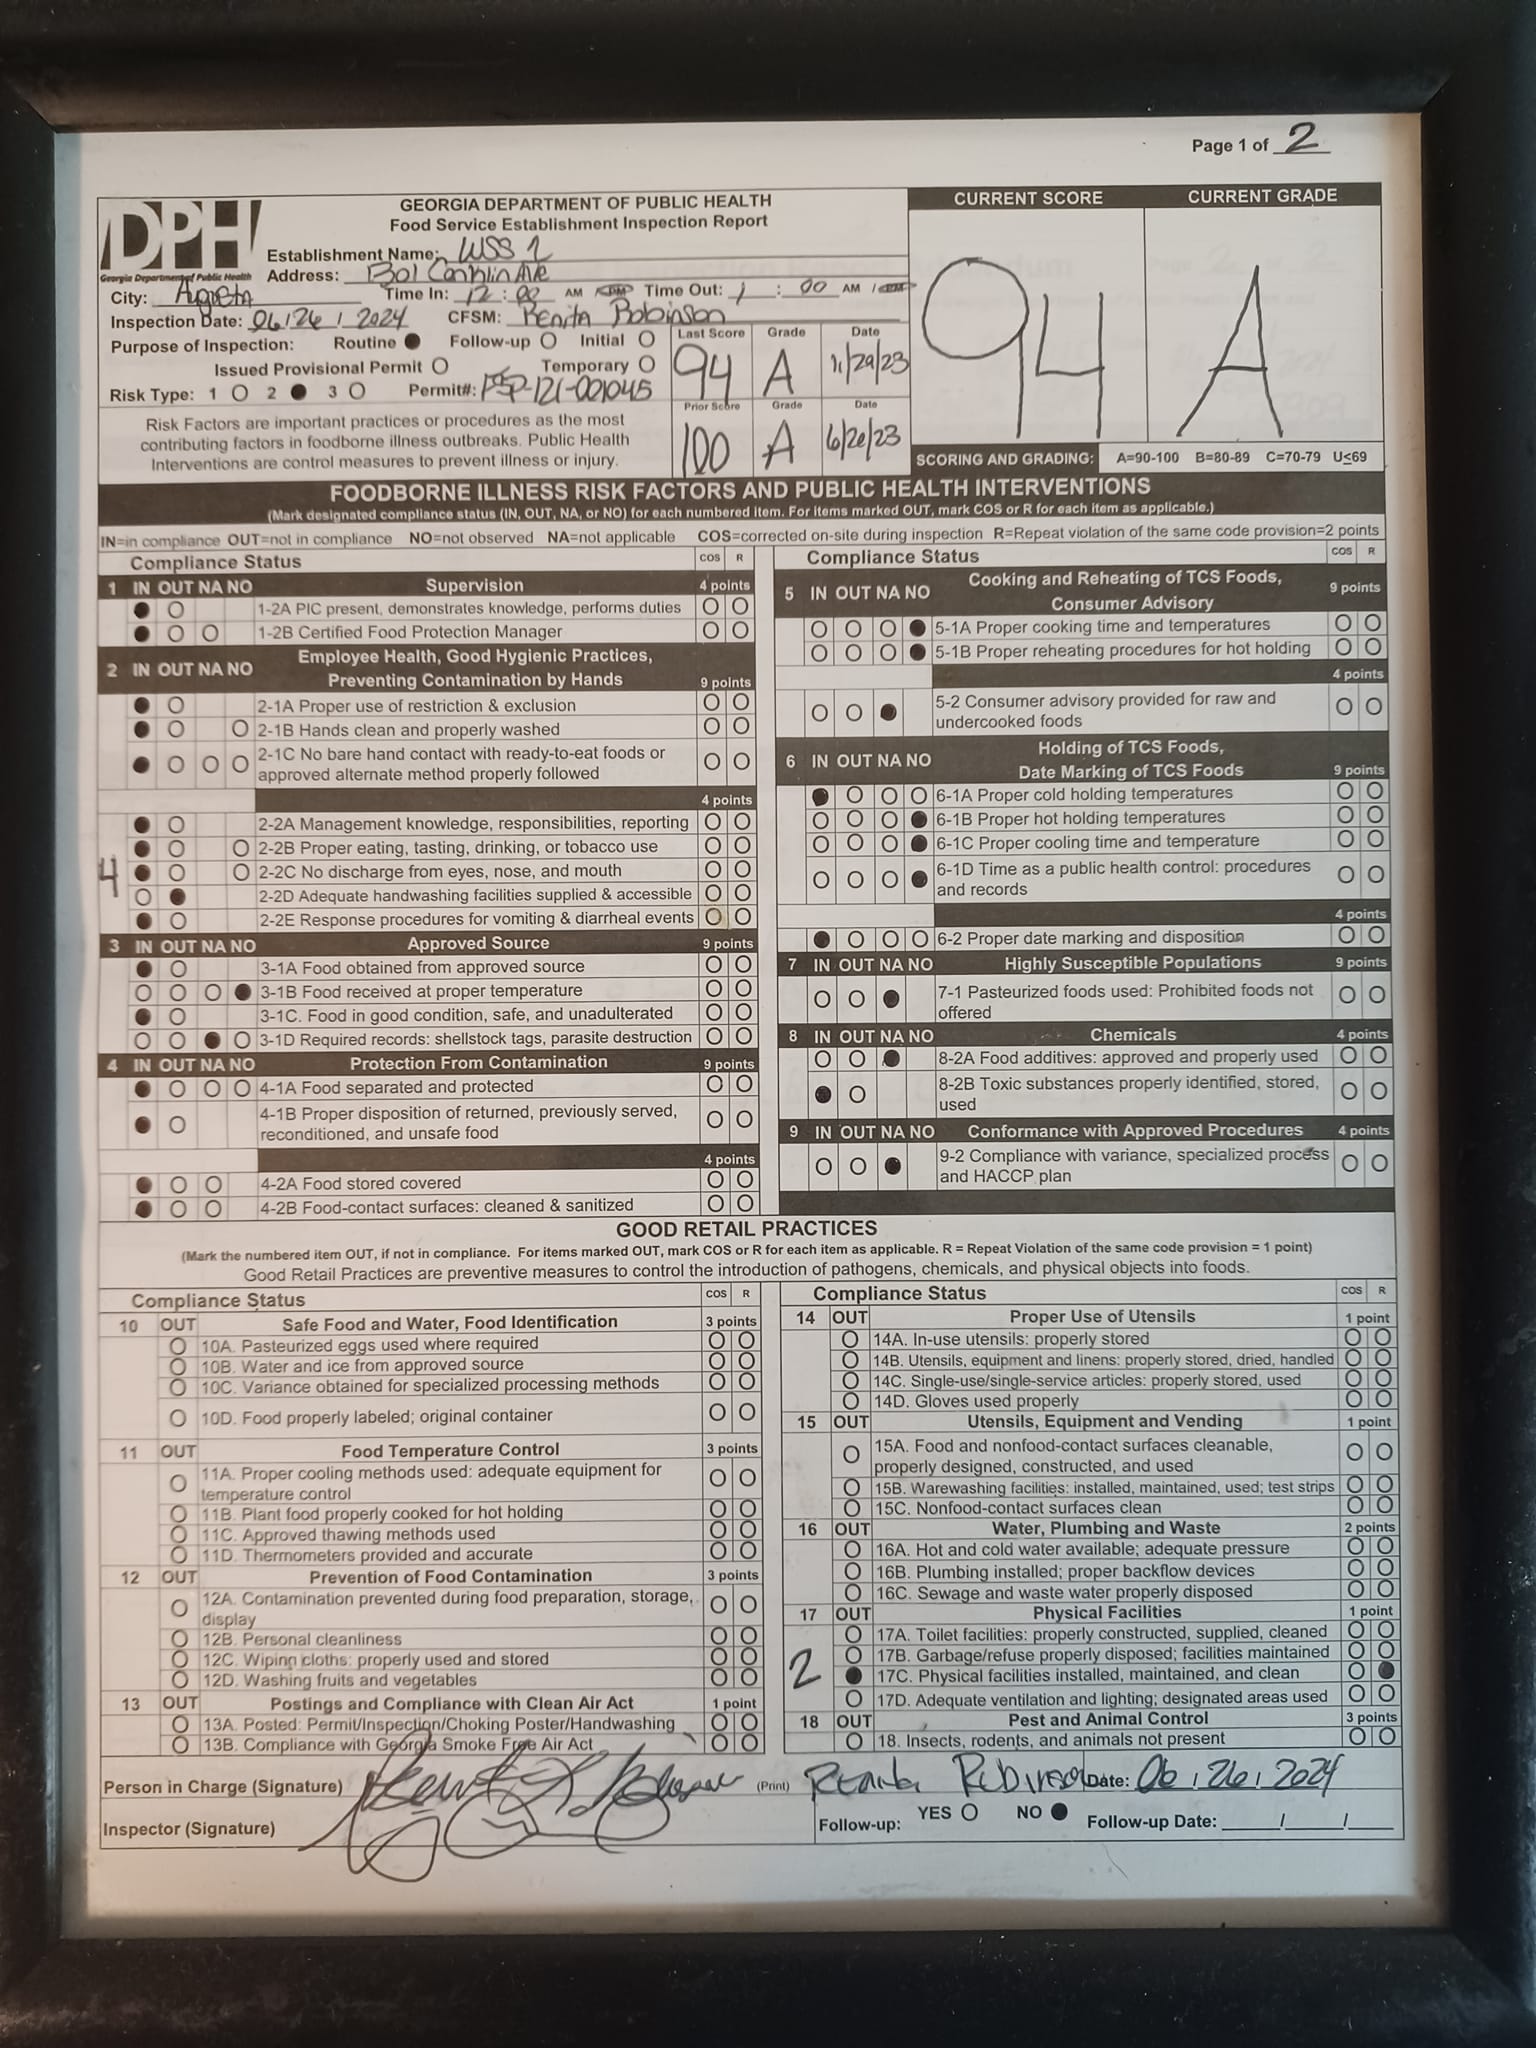 Page 1 of 2
DPH
Georgia Department of Public Health
GEORGIA DEPARTMENT OF PUBLIC HEALTH
Food Service Establishment Inspection Report
Establishment Name: WSS 1
Address: 1301 Conklin Ave
City: Agusta Time In: 12:00 AM / PM Time Out: 1:00 AM / PM
Inspection Date: 06/26/2024 CFSM: Renita Robinson
Purpose of Inspection: Routine Follow-up Initial
Issued Provisional Permit Temporary
Risk Type: 1 2 3 Permit#: FSP-121-001045
Risk Factors are important practices or procedures as the most
contributing factors in foodborne illness outbreaks. Public Health
Interventions are control measures to prevent illness or injury.
Last Score Grade Date
94 A 11/29/23
Prior Score Grade Date
100 A 6/20/23
CURRENT SCORE CURRENT GRADE
94 A
SCORING AND GRADING: A=90-100 B=80-89 C=70-79 U≤69
FOODBORNE ILLNESS RISK FACTORS AND PUBLIC HEALTH INTERVENTIONS
(Mark designated compliance status (IN, OUT, NA, or NO) for each numbered item. For items marked OUT, mark COS or R for each item as applicable.)
IN=in compliance OUT=not in compliance NO=not observed NA=not applicable COS=corrected on-site during inspection R=Repeat violation of the same code provision=2 points
Compliance Status COS R
1 IN OUT NA NO Supervision 4 points
1-2A PIC present, demonstrates knowledge, performs duties
1-2B Certified Food Protection Manager
2 IN OUT NA NO Employee Health, Good Hygienic Practices,
Preventing Contamination by Hands 9 points
2-1A Proper use of restriction & exclusion
2-1B Hands clean and properly washed
2-1C No bare hand contact with ready-to-eat foods or
approved alternate method properly followed
4 points
2-2A Management knowledge, responsibilities, reporting
2-2B Proper eating, tasting, drinking, or tobacco use
4
2-2C No discharge from eyes, nose, and mouth
2-2D Adequate handwashing facilities supplied & accessible
2-2E Response procedures for vomiting & diarrheal events
3 IN OUT NA NO Approved Source 9 points
3-1A Food obtained from approved source
3-1B Food received at proper temperature
3-1C. Food in good condition, safe, and unadulterated
3-1D Required records: shellstock tags, parasite destruction
4 IN OUT NA NO Protection From Contamination 9 points
4-1A Food separated and protected
4-1B Proper disposition of returned, previously served,
reconditioned, and unsafe food
4 points
4-2A Food stored covered
4-2B Food-contact surfaces: cleaned & sanitized
Compliance Status COS R
5 IN OUT NA NO Cooking and Reheating of TCS Foods,
Consumer Advisory 9 points
5-1A Proper cooking time and temperatures
5-1B Proper reheating procedures for hot holding
4 points
5-2 Consumer advisory provided for raw and
undercooked foods
6 IN OUT NA NO Holding of TCS Foods,
Date Marking of TCS Foods 9 points
6-1A Proper cold holding temperatures
6-1B Proper hot holding temperatures
6-1C Proper cooling time and temperature
6-1D Time as a public health control: procedures
and records
4 points
6-2 Proper date marking and disposition
7 IN OUT NA NO Highly Susceptible Populations 9 points
7-1 Pasteurized foods used: Prohibited foods not
offered
8 IN OUT NA NO Chemicals 4 points
8-2A Food additives: approved and properly used
8-2B Toxic substances properly identified, stored,
used
9 IN OUT NA NO Conformance with Approved Procedures 4 points
9-2 Compliance with variance, specialized process
and HACCP plan
GOOD RETAIL PRACTICES
(Mark the numbered item OUT, if not in compliance. For items marked OUT, mark COS or R for each item as applicable. R = Repeat Violation of the same code provision = 1 point)
Good Retail Practices are preventive measures to control the introduction of pathogens, chemicals, and physical objects into foods.
Compliance Status COS R
10 OUT Safe Food and Water, Food Identification 3 points
10A. Pasteurized eggs used where required
10B. Water and ice from approved source
10C. Variance obtained for specialized processing methods
10D. Food properly labeled; original container
11 OUT Food Temperature Control 3 points
11A. Proper cooling methods used: adequate equipment for
temperature control
11B. Plant food properly cooked for hot holding
11C. Approved thawing methods used
11D. Thermometers provided and accurate
12 OUT Prevention of Food Contamination 3 points
12A. Contamination prevented during food preparation, storage,
display
12B. Personal cleanliness
12C. Wiping cloths: properly used and stored
12D. Washing fruits and vegetables
13 OUT Postings and Compliance with Clean Air Act 1 point
13A. Posted: Permit/Inspection/Choking Poster/Handwashing
13B. Compliance with Georgia Smoke Free Air Act
Compliance Status COS R
14 OUT Proper Use of Utensils 1 point
14A. In-use utensils: properly stored
14B. Utensils, equipment and linens: properly stored, dried, handled
14C. Single-use/single-service articles: properly stored, used
14D. Gloves used properly
15 OUT Utensils, Equipment and Vending 1 point
15A. Food and nonfood-contact surfaces cleanable,
properly designed, constructed, and used
15B. Warewashing facilities: installed, maintained, used; test strips
15C. Nonfood-contact surfaces clean
16 OUT Water, Plumbing and Waste 2 points
16A. Hot and cold water available; adequate pressure
16B. Plumbing installed; proper backflow devices
16C. Sewage and waste water properly disposed
17 OUT Physical Facilities 1 point
17A. Toilet facilities: properly constructed, supplied, cleaned
17B. Garbage/refuse properly disposed; facilities maintained
2
17C. Physical facilities installed, maintained, and clean
17D. Adequate ventilation and lighting; designated areas used
18 OUT Pest and Animal Control 3 points
18. Insects, rodents, and animals not present
Person in Charge (Signature) (Print) Renita Robinson Date: 06/26/2024
Inspector (Signature) Follow-up: YES NO Follow-up Date: ____/____/____